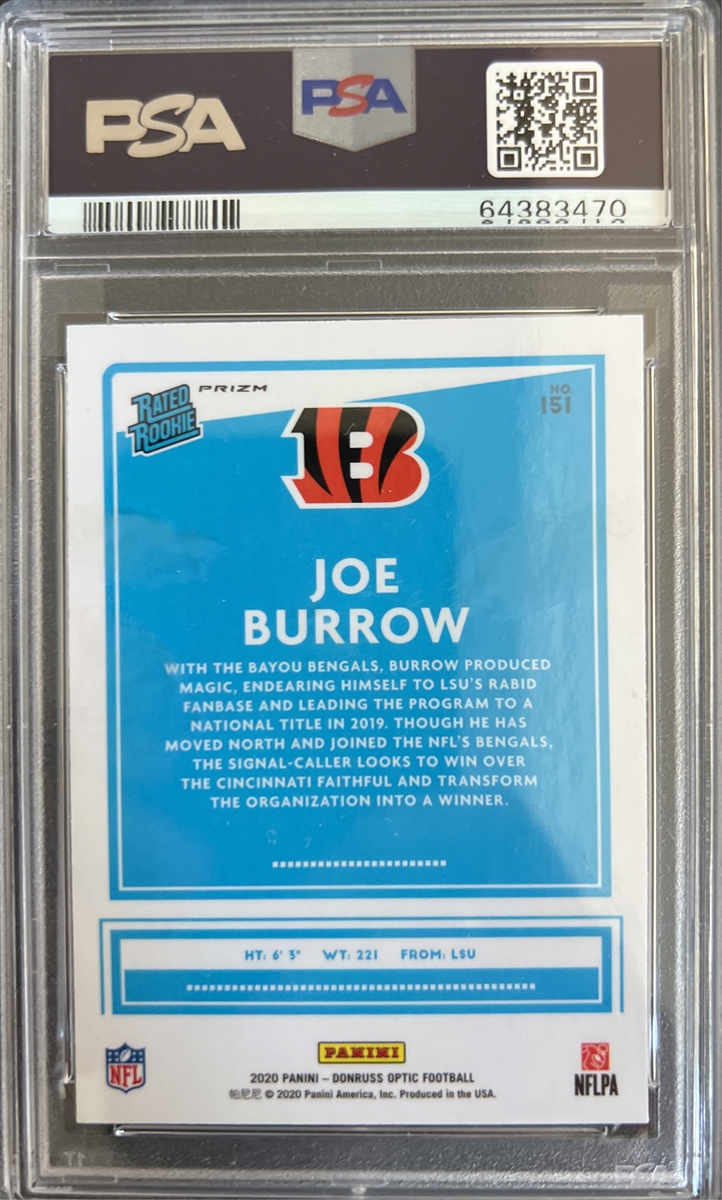 PSA
PSA
64383470
RATED
ROOKIE
PRIZM
NO.
151
B
JOE
BURROW
WITH THE BAYOU BENGALS, BURROW PRODUCED
MAGIC, ENDEARING HIMSELF TO LSU'S RABID
FANBASE AND LEADING THE PROGRAM TO A
NATIONAL TITLE IN 2019. THOUGH HE HAS
MOVED NORTH AND JOINED THE NFL'S BENGALS,
THE SIGNAL-CALLER LOOKS TO WIN OVER
THE CINCINNATI FAITHFUL AND TRANSFORM
THE ORGANIZATION INTO A WINNER.
HT: 6' 3" WT: 221 FROM: LSU
NFL
PANINI
2020 PANINI – DONRUSS OPTIC FOOTBALL
帕尼尼 © 2020 Panini America, Inc. Produced in the USA.
NFLPA
PSA